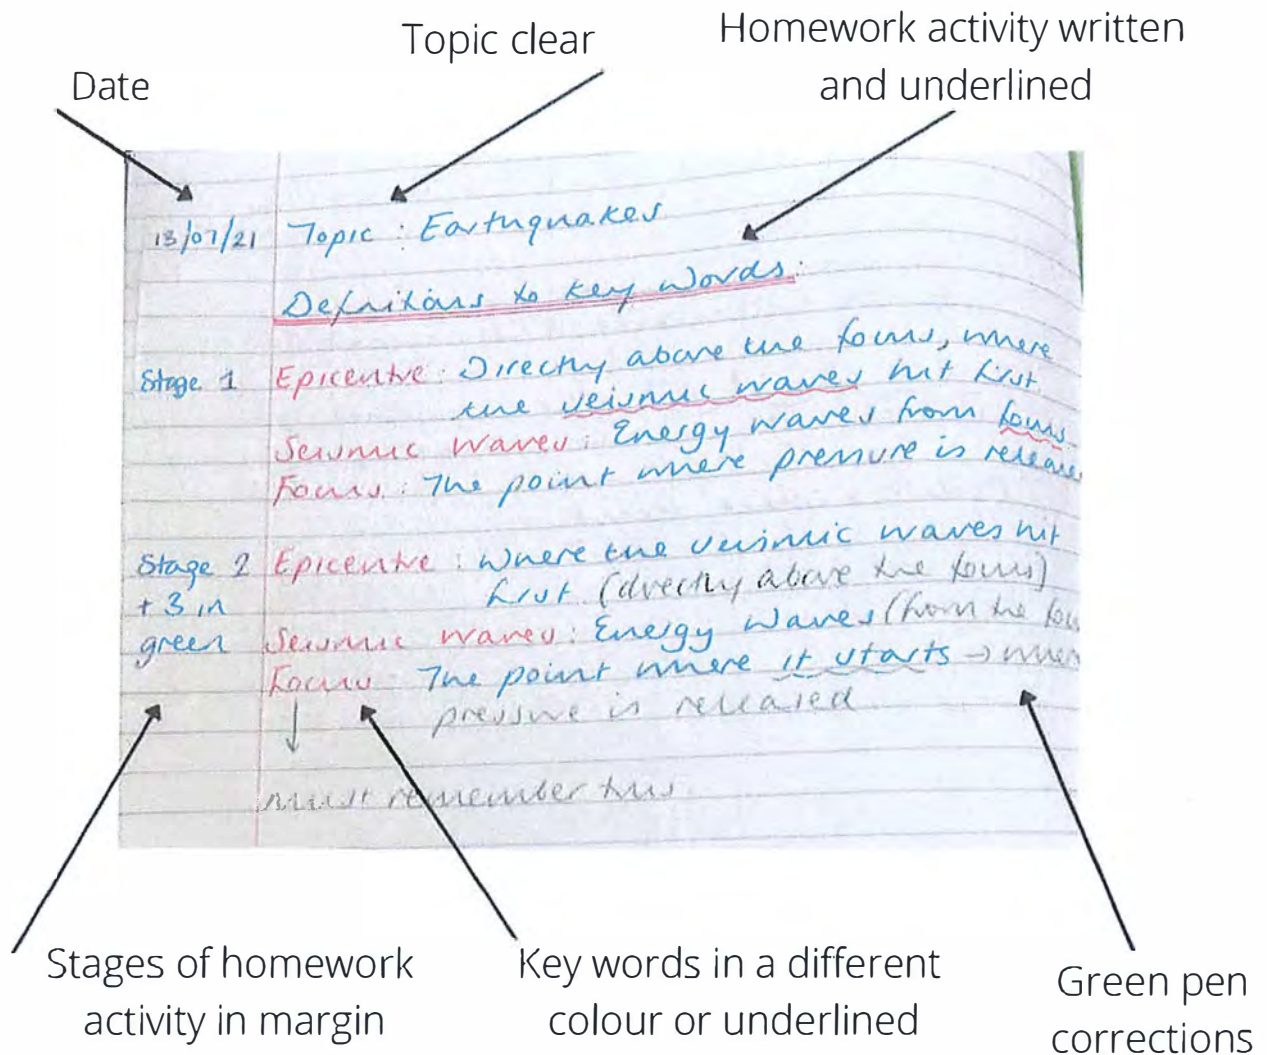 Topic clear
Homework activity written
and underlined
Date
13/07/21 Topic : Earthquakes
Definitions to key words:
Stage 1 Epicentre : Directly above the focus, where
the seismic waves hit first.
Seismic waves : Energy waves from focus
Focus : The point where pressure is release
Stage 2 Epicentre : Where the seismic waves hit
+ 3 in first (directly above the focus)
green Seismic waves : Energy waves (from the
Focus : The point where it starts →
pressure is released
must remember this
Stages of homework
activity in margin
Key words in a different
colour or underlined
Green pen
corrections